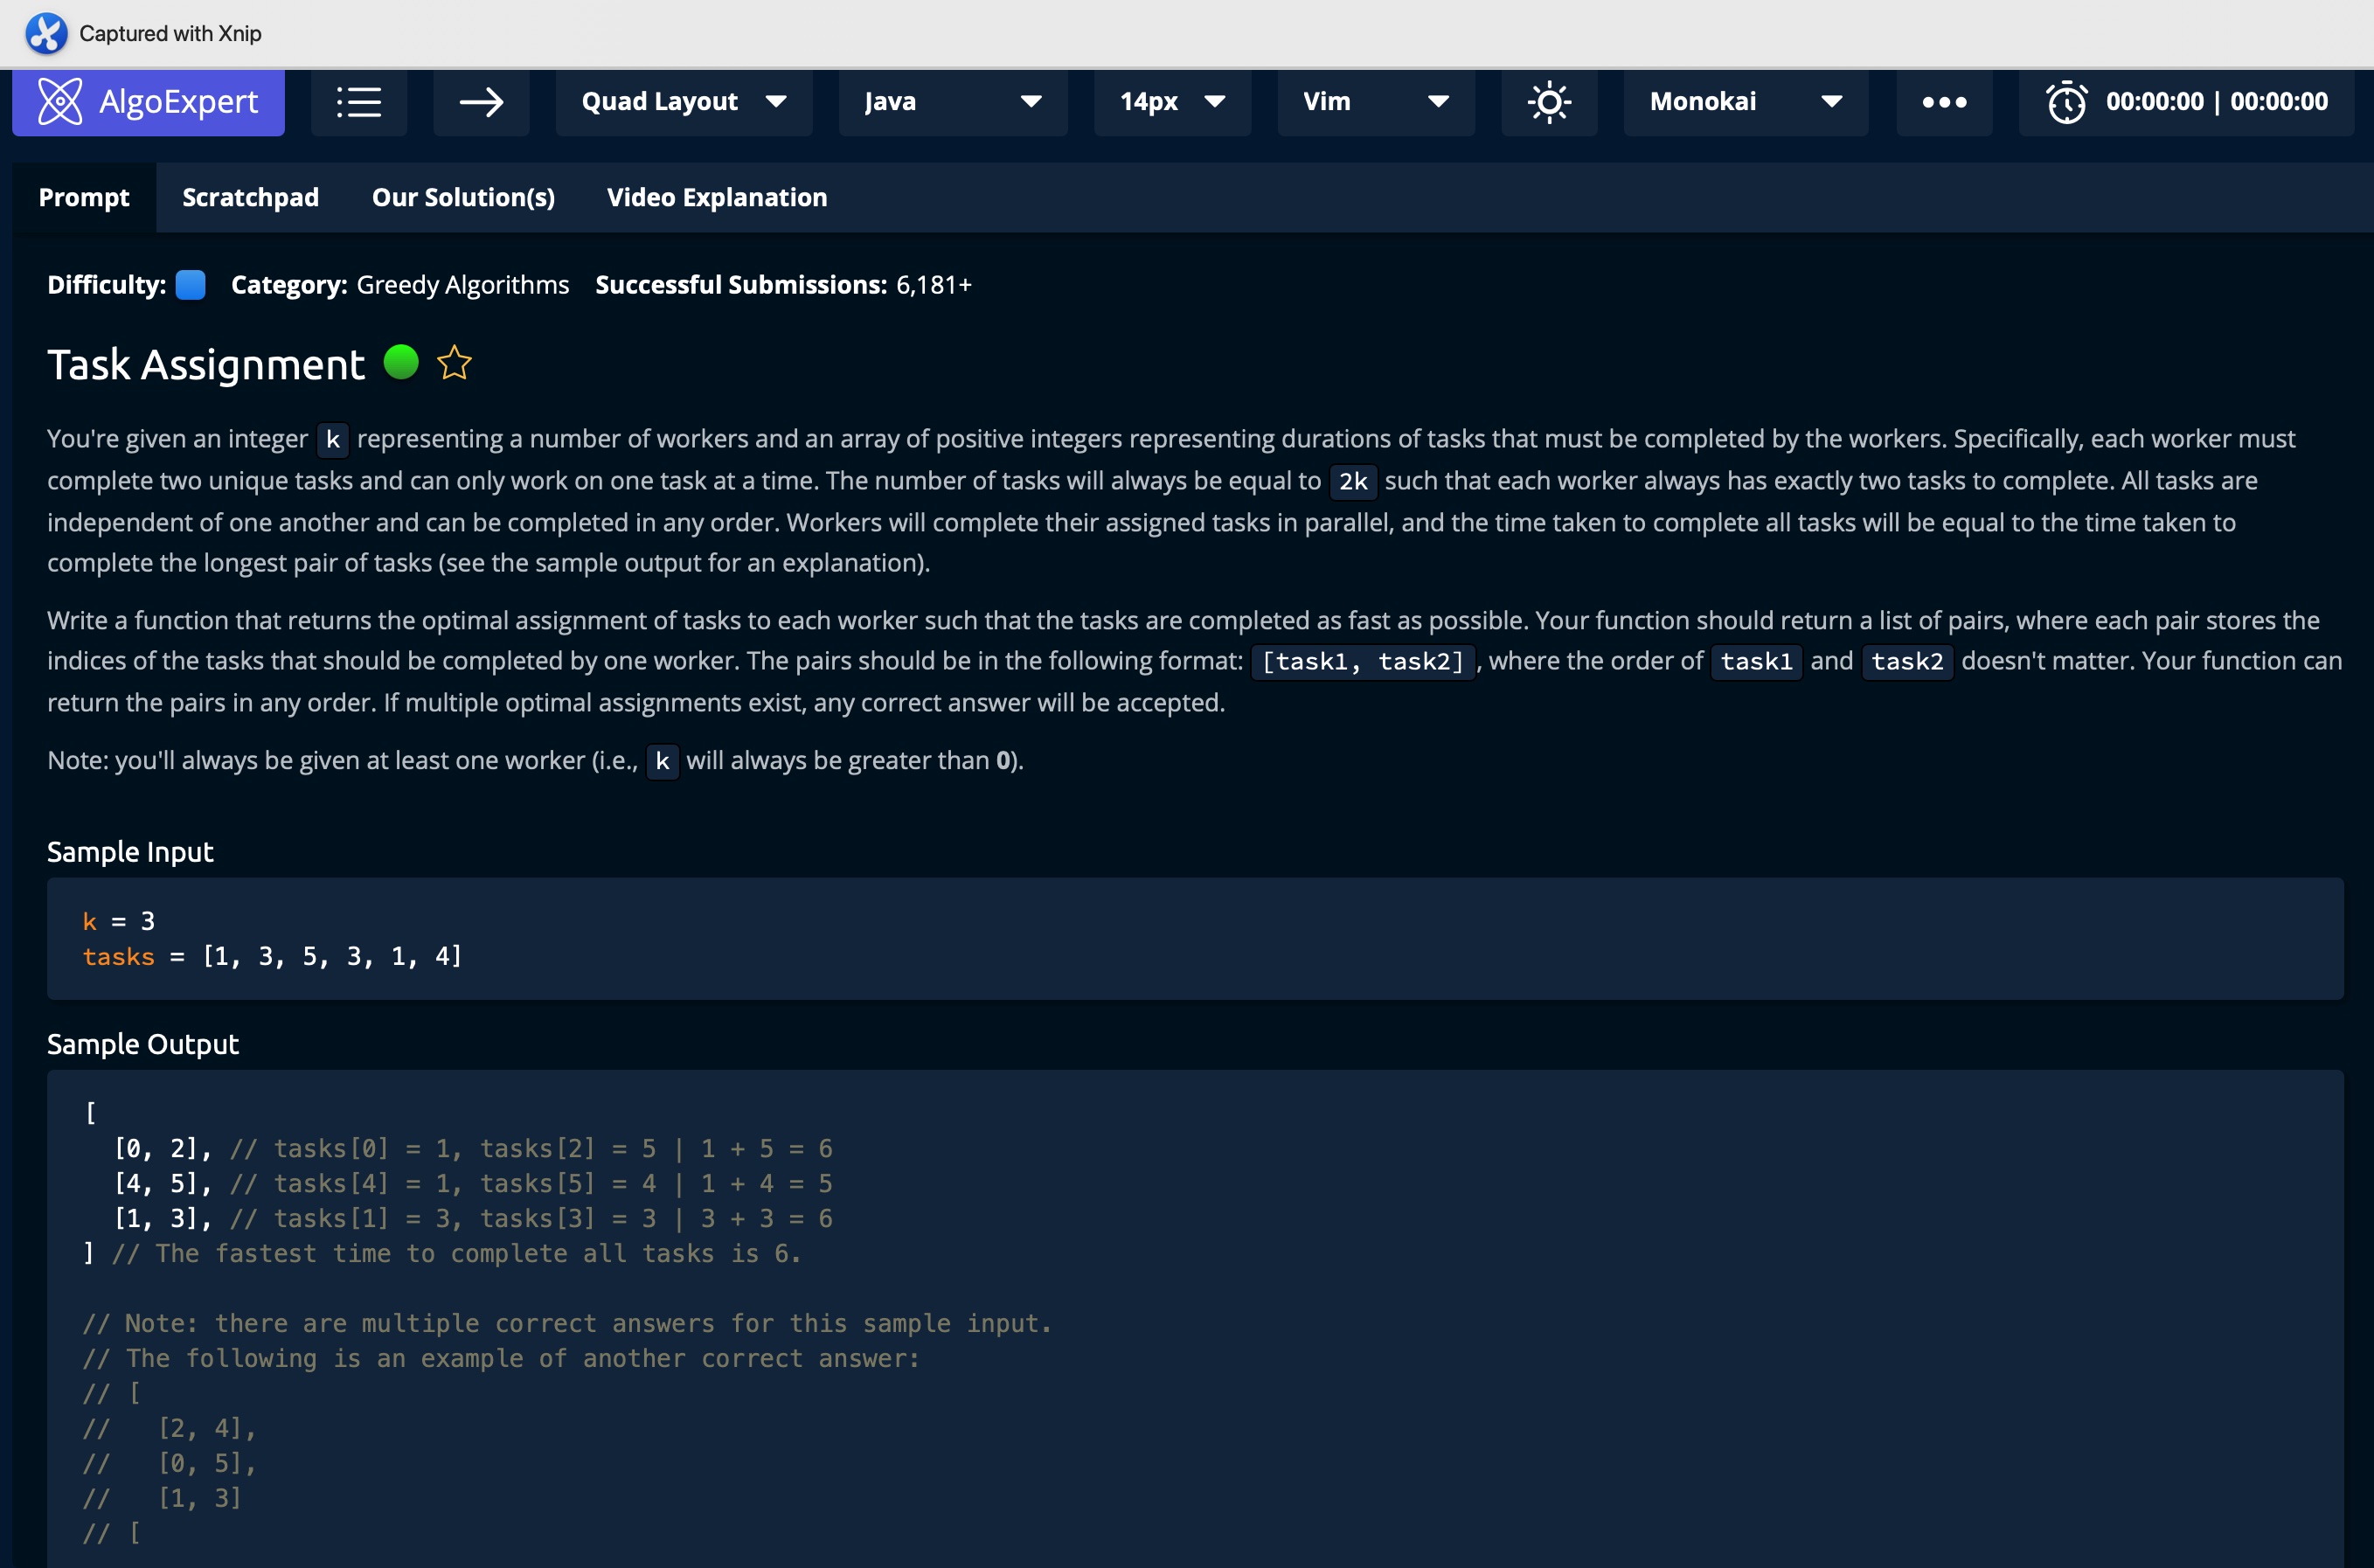 Captured with Xnip
AlgoExpert
Quad Layout
Java
14px
Vim
Monokai
00:00:00 | 00:00:00
Prompt
Scratchpad
Our Solution(s)
Video Explanation
Difficulty: Category: Greedy Algorithms Successful Submissions: 6,181+
Task Assignment
You're given an integer k representing a number of workers and an array of positive integers representing durations of tasks that must be completed by the workers. Specifically, each worker must
complete two unique tasks and can only work on one task at a time. The number of tasks will always be equal to 2k such that each worker always has exactly two tasks to complete. All tasks are
independent of one another and can be completed in any order. Workers will complete their assigned tasks in parallel, and the time taken to complete all tasks will be equal to the time taken to
complete the longest pair of tasks (see the sample output for an explanation).
Write a function that returns the optimal assignment of tasks to each worker such that the tasks are completed as fast as possible. Your function should return a list of pairs, where each pair stores the
indices of the tasks that should be completed by one worker. The pairs should be in the following format: [task1, task2], where the order of task1 and task2 doesn't matter. Your function can
return the pairs in any order. If multiple optimal assignments exist, any correct answer will be accepted.
Note: you'll always be given at least one worker (i.e., k will always be greater than 0).
Sample Input
k = 3
tasks = [1, 3, 5, 3, 1, 4]
Sample Output
[
  [0, 2], // tasks[0] = 1, tasks[2] = 5 | 1 + 5 = 6
  [4, 5], // tasks[4] = 1, tasks[5] = 4 | 1 + 4 = 5
  [1, 3], // tasks[1] = 3, tasks[3] = 3 | 3 + 3 = 6
] // The fastest time to complete all tasks is 6.
// Note: there are multiple correct answers for this sample input.
// The following is an example of another correct answer:
// [
//   [2, 4],
//   [0, 5],
//   [1, 3]
// [